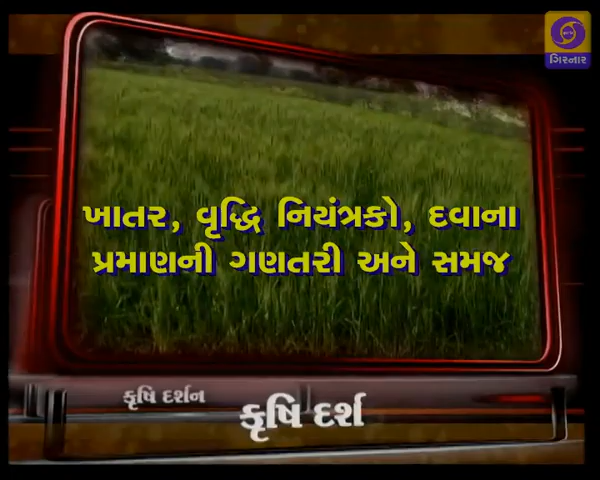 ગિરનાર
ખાતર, વૃદ્ધિ નિયંત્રકો, દવાના
પ્રમાણની ગણતરી અને સમજ
કૃષિ દર્શન
કૃષિ દર્શ